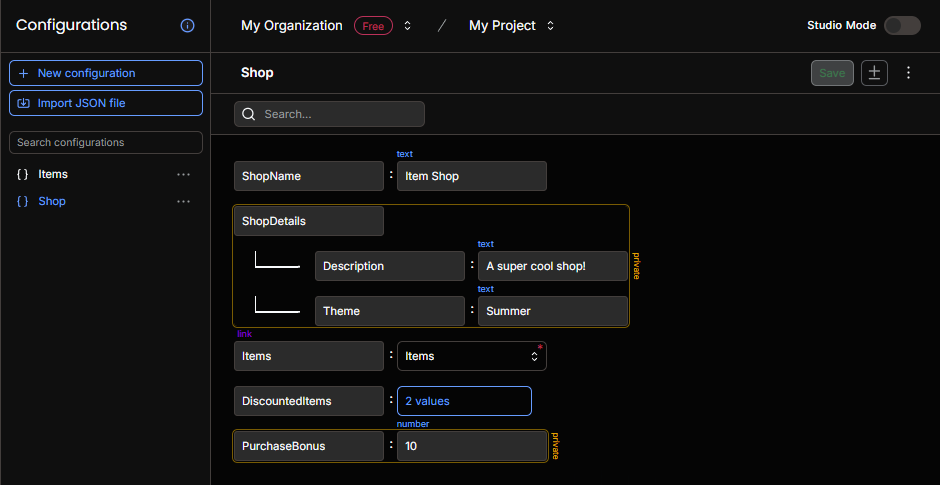 Configurations
My Organization Free / My Project
Studio Mode
New configuration
Import JSON file
Search configurations
{ } Items ...
{ } Shop ...
Shop
Save
Search...
text
ShopName : Item Shop
ShopDetails
text
Description : A super cool shop!
private
text
Theme : Summer
link
Items : Items *
DiscountedItems : 2 values
number
PurchaseBonus : 10
private